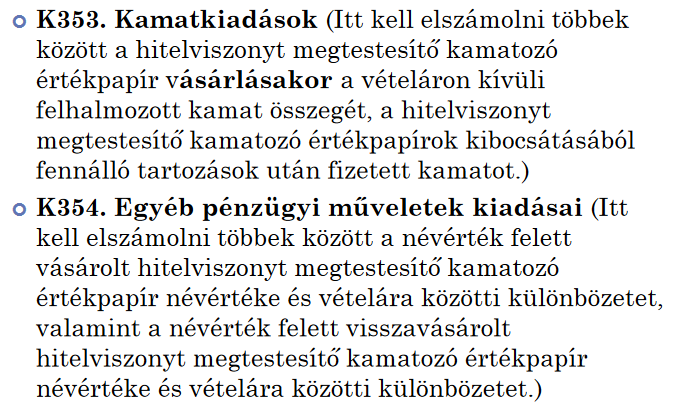 K353. Kamatkiadások (Itt kell elszámolni többek
között a hitelviszonyt megtestesítő kamatozó
értékpapír vásárlásakor a vételáron kívüli
felhalmozott kamat összegét, a hitelviszonyt
megtestesítő kamatozó értékpapírok kibocsátásából
fennálló tartozások után fizetett kamatot.)
K354. Egyéb pénzügyi műveletek kiadásai (Itt
kell elszámolni többek között a névérték felett
vásárolt hitelviszonyt megtestesítő kamatozó
értékpapír névértéke és vételára közötti különbözetet,
valamint a névérték felett visszavásárolt
hitelviszonyt megtestesítő kamatozó értékpapír
névértéke és vételára közötti különbözetet.)